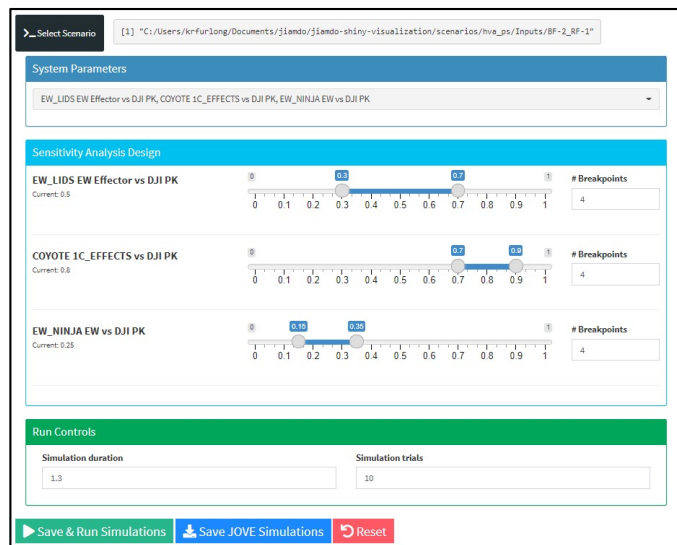 Select Scenario
[1] "C:/Users/krfurlong/Documents/jiamdo/jiamdo-shiny-visualization/scenarios/hva_ps/Inputs/BF-2_RF-1"
System Parameters
EW_LIDS EW Effector vs DJI PK, COYOTE 1C_EFFECTS vs DJI PK, EW_NINJA EW vs DJI PK
Sensitivity Analysis Design
EW_LIDS EW Effector vs DJI PK
Current: 0.5
0 0.3 0.7 1
0 0.1 0.2 0.3 0.4 0.5 0.6 0.7 0.8 0.9 1
# Breakpoints
4
COYOTE 1C_EFFECTS vs DJI PK
Current: 0.8
0 0.7 0.9 1
0 0.1 0.2 0.3 0.4 0.5 0.6 0.7 0.8 0.9 1
# Breakpoints
4
EW_NINJA EW vs DJI PK
Current: 0.25
0 0.15 0.35 1
0 0.1 0.2 0.3 0.4 0.5 0.6 0.7 0.8 0.9 1
# Breakpoints
4
Run Controls
Simulation duration
1.3
Simulation trials
10
Save & Run Simulations
Save JOVE Simulations
Reset